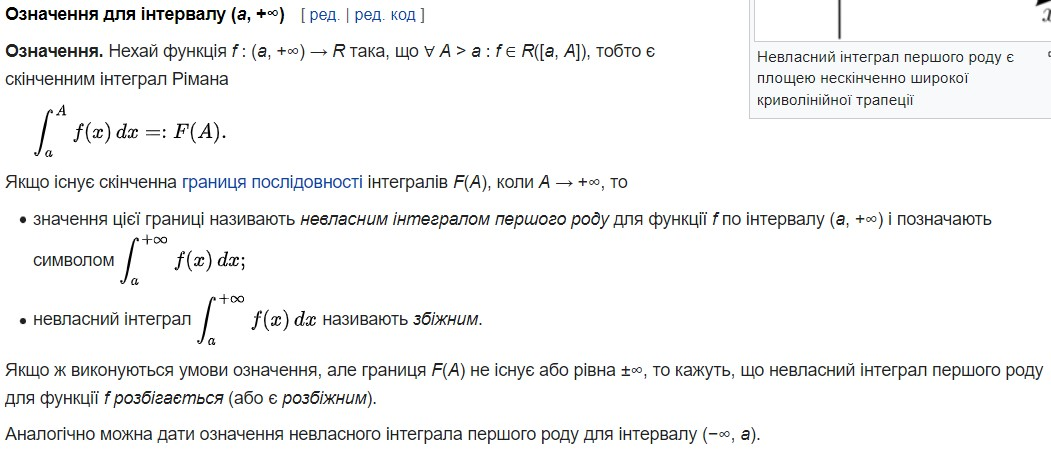 Означення для інтервалу (a, +∞) [ ред. | ред. код ]
Означення. Нехай функція f : (a, +∞) → R така, що ∀ A > a : f ∈ R([a, A]), тобто є
скінченним інтеграл Рімана
∫_a^A f(x) dx =: F(A).
Якщо існує скінченна границя послідовності інтегралів F(A), коли A → +∞, то
• значення цієї границі називають невласним інтегралом першого роду для функції f по інтервалу (a, +∞) і позначають
символом ∫_a^{+∞} f(x) dx;
• невласний інтеграл ∫_a^{+∞} f(x) dx називають збіжним.
Якщо ж виконуються умови означення, але границя F(A) не існує або рівна ±∞, то кажуть, що невласний інтеграл першого роду
для функції f розбігається (або є розбіжним).
Аналогічно можна дати означення невласного інтеграла першого роду для інтервалу (−∞, a).
Невласний інтеграл першого роду є
площею нескінченно широкої
криволінійної трапеції